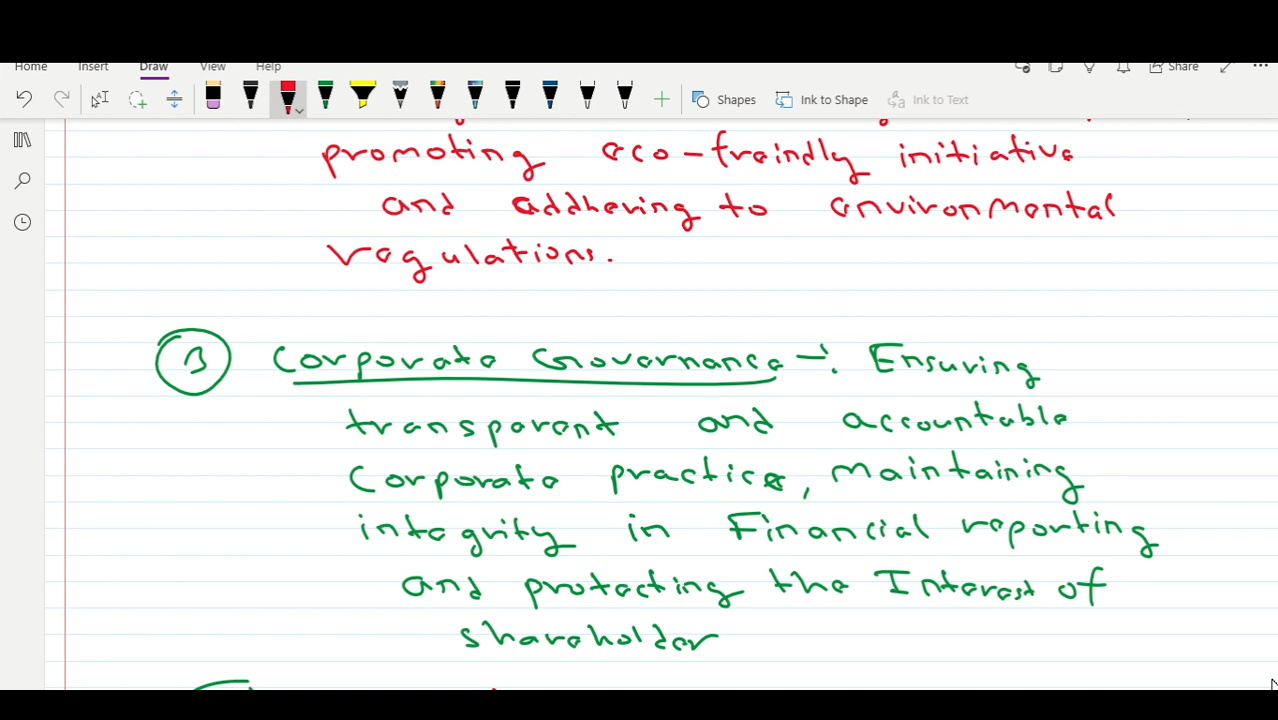 Home Insert Draw View Help Share
Shapes Ink to Shape Ink to Text
promoting eco-freindly initiative
and addhering to environmental
regulations.
3 Corporate Governance -: Ensuring
transparent and accountable
Corporate practice, maintaining
integrity in Financial reporting
and protecting the Interest of
shareholder